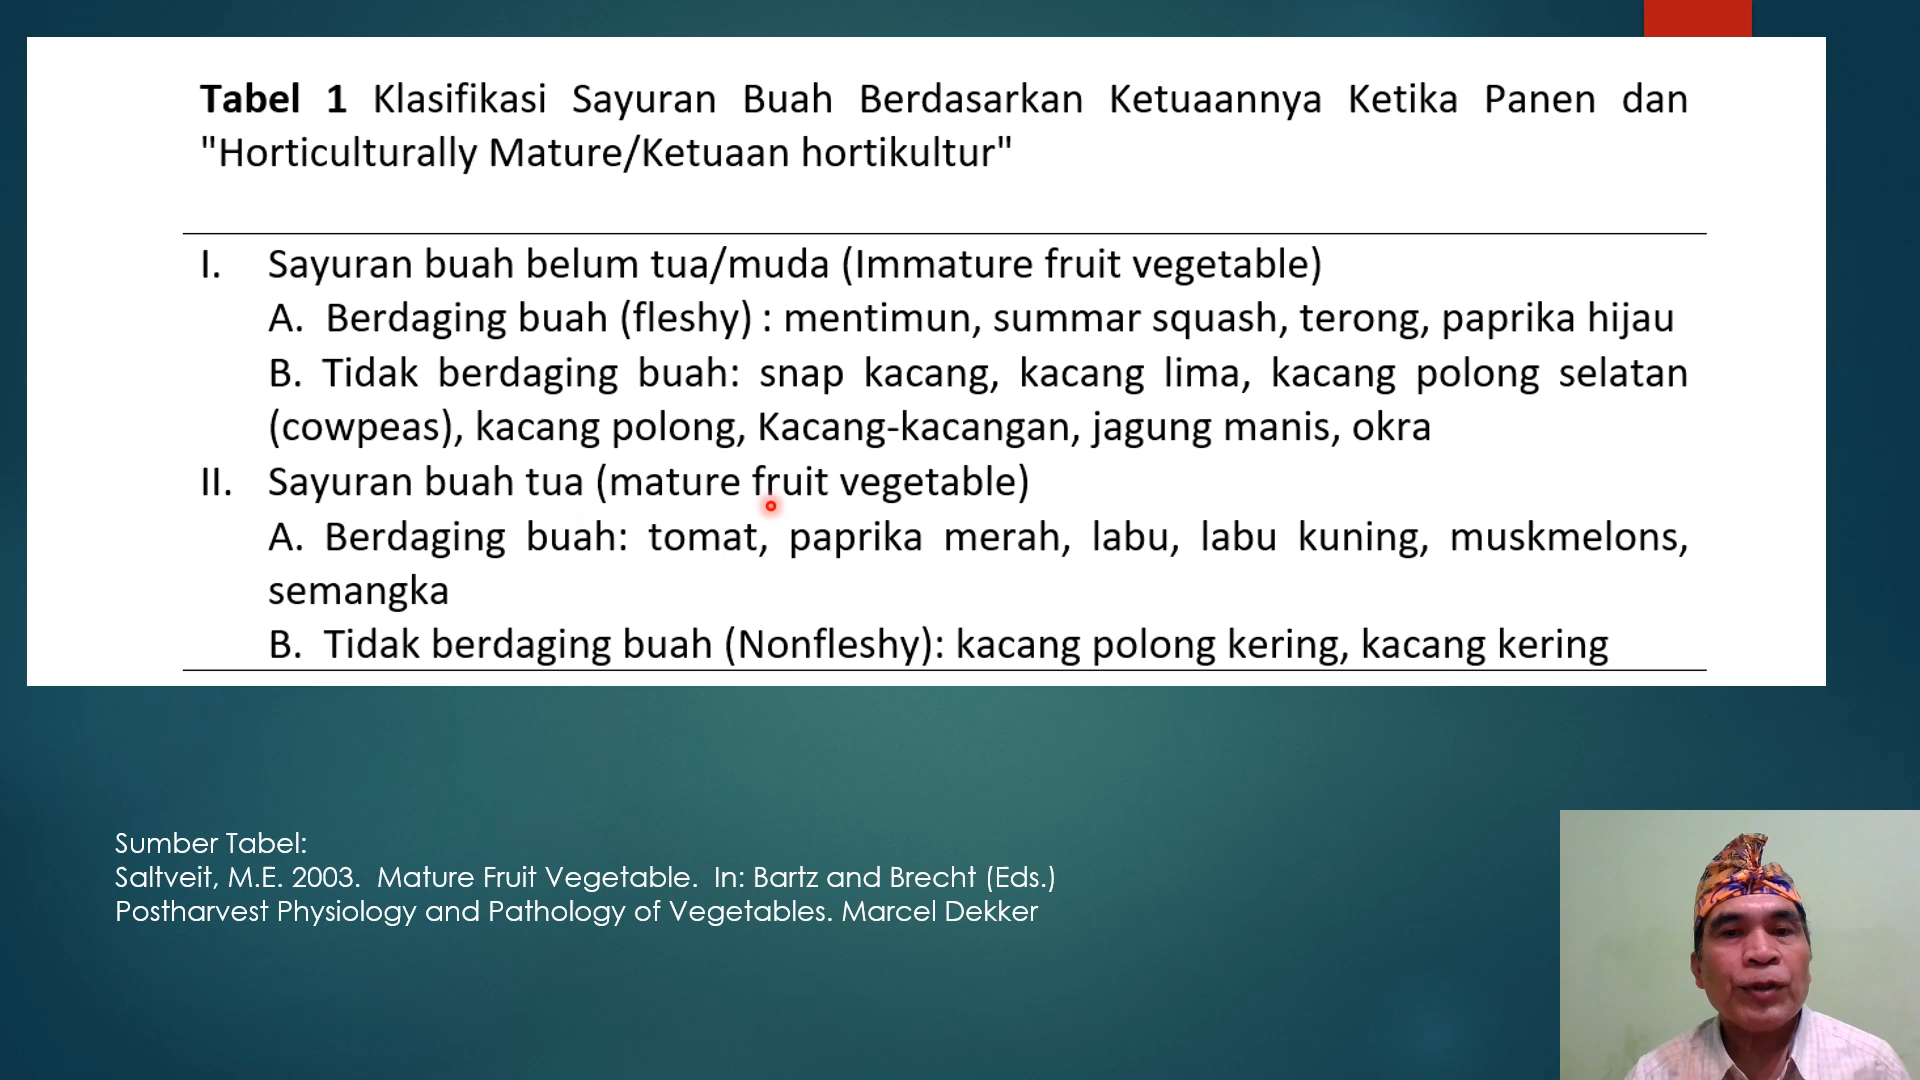 Tabel 1 Klasifikasi Sayuran Buah Berdasarkan Ketuaannya Ketika Panen dan
"Horticulturally Mature/Ketuaan hortikultur"
I. Sayuran buah belum tua/muda (Immature fruit vegetable)
A. Berdaging buah (fleshy) : mentimun, summar squash, terong, paprika hijau
B. Tidak berdaging buah: snap kacang, kacang lima, kacang polong selatan
(cowpeas), kacang polong, Kacang-kacangan, jagung manis, okra
II. Sayuran buah tua (mature fruit vegetable)
A. Berdaging buah: tomat, paprika merah, labu, labu kuning, muskmelons,
semangka
B. Tidak berdaging buah (Nonfleshy): kacang polong kering, kacang kering
Sumber Tabel:
Saltveit, M.E. 2003. Mature Fruit Vegetable. In: Bartz and Brecht (Eds.)
Postharvest Physiology and Pathology of Vegetables. Marcel Dekker